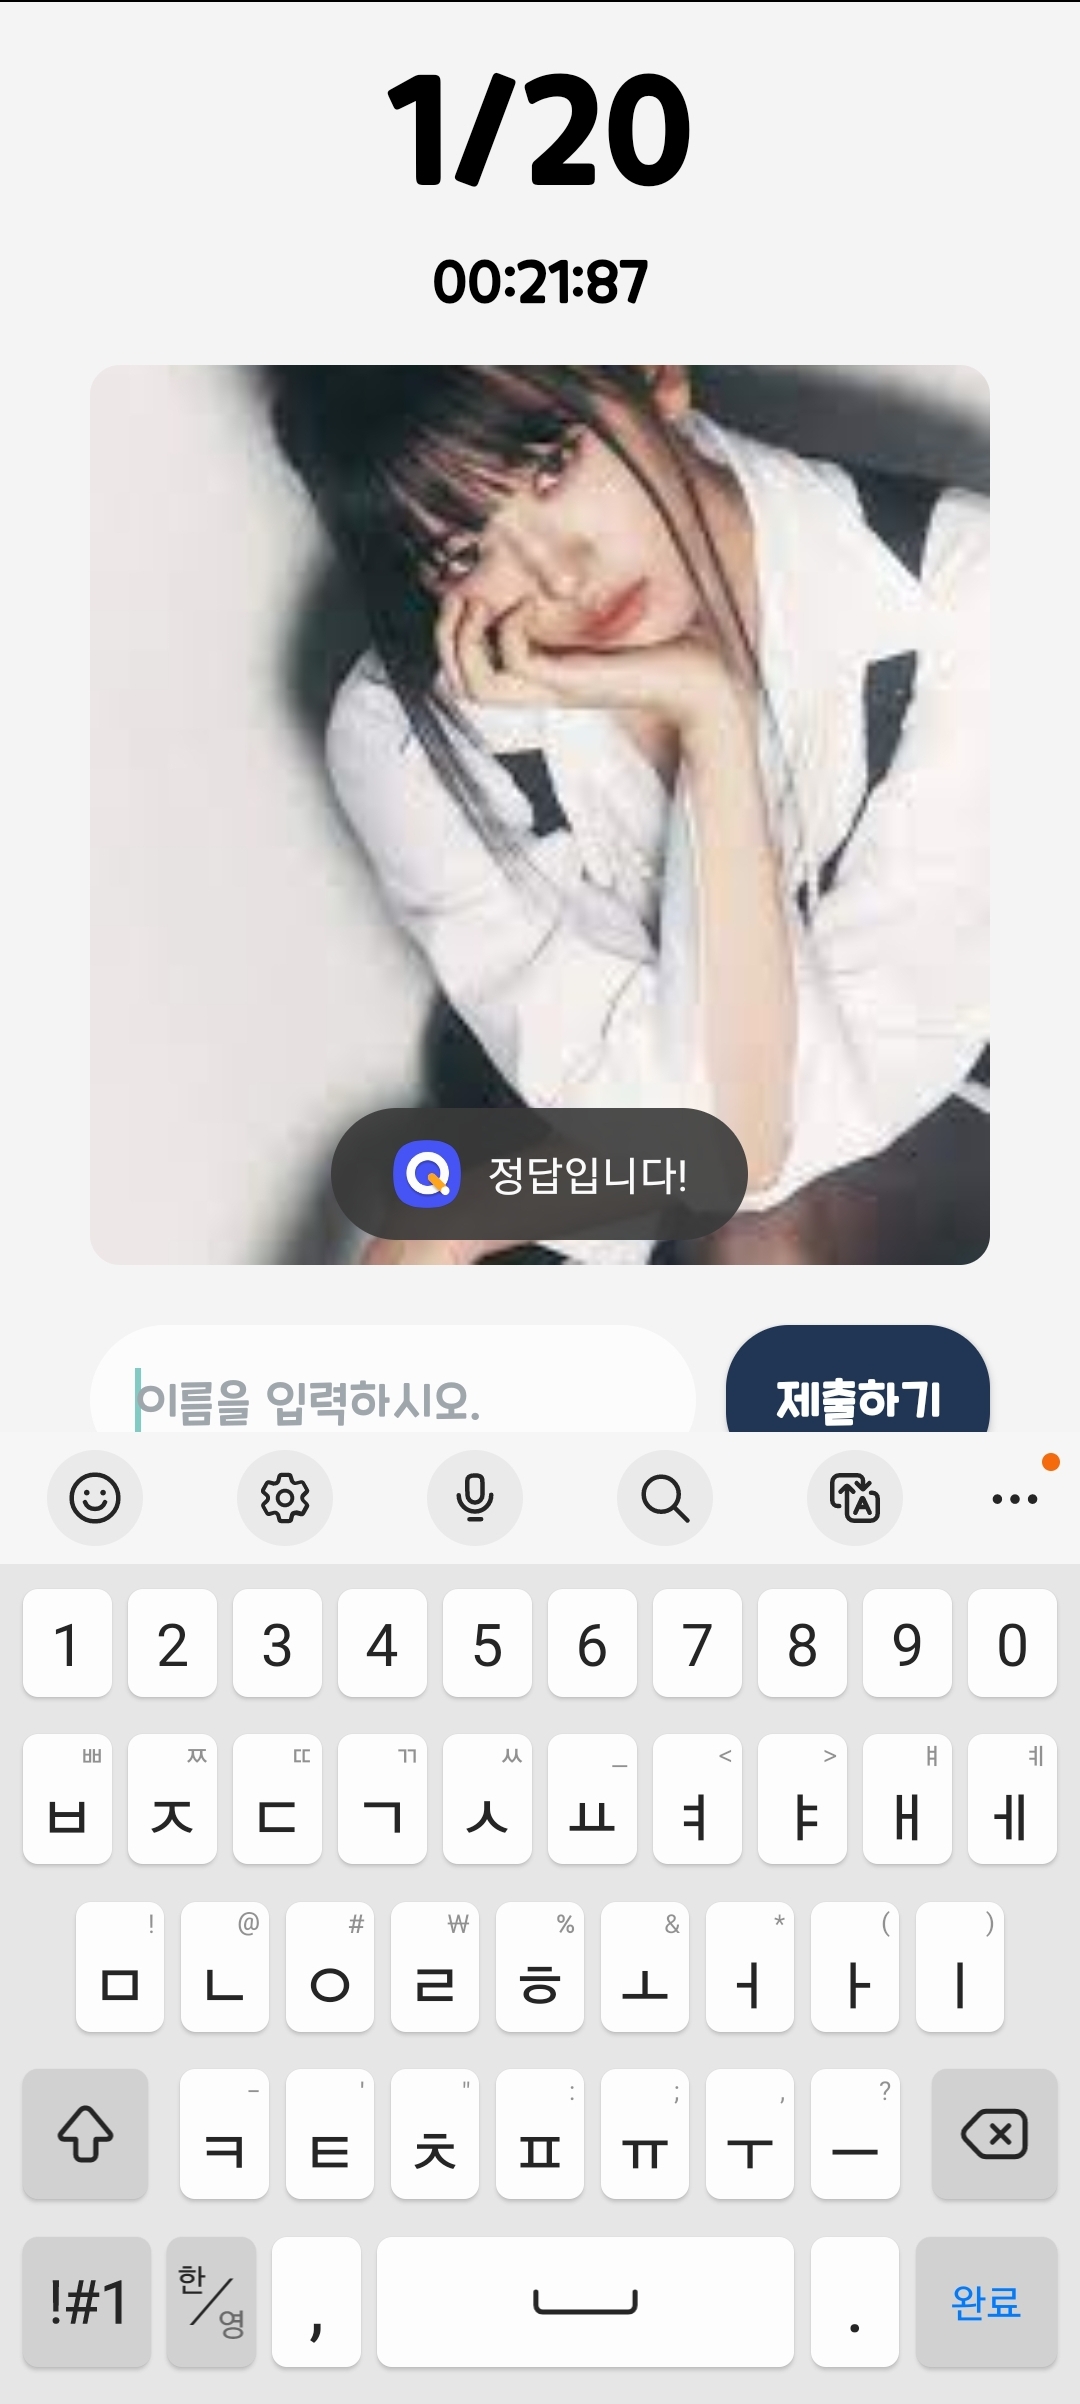 1/20
00:21:87
정답입니다!
이름을 입력하시오.
제출하기
1 2 3 4 5 6 7 8 9 0
ㅃ ㅉ ㄸ ㄲ ㅆ _ < > ㅒ ㅖ
ㅂ ㅈ ㄷ ㄱ ㅅ ㅛ ㅕ ㅑ ㅐ ㅔ
! @ # ₩ % & * ( )
ㅁ ㄴ ㅇ ㄹ ㅎ ㅗ ㅓ ㅏ ㅣ
- ' " : ; , ?
ㅋ ㅌ ㅊ ㅍ ㅠ ㅜ ㅡ
!#1 한/영 , . 완료